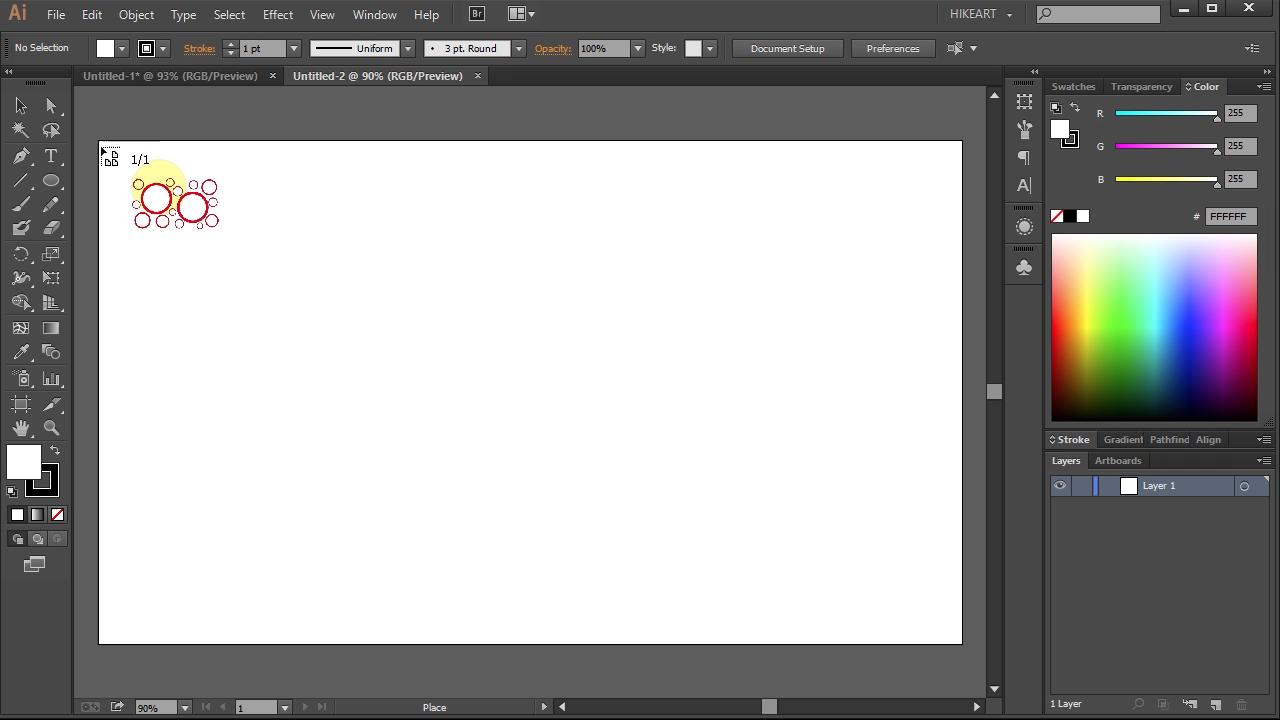 Ai File Edit Object Type Select Effect View Window Help Br HIKEART
No Selection Stroke: 1 pt Uniform 3 pt. Round Opacity: 100% Style: Document Setup Preferences
Untitled-1* @ 93% (RGB/Preview) × Untitled-2 @ 90% (RGB/Preview) ×
Swatches Transparency Color
R 255
G 255
B 255
# FFFFFF
1/1
Stroke Gradient Pathfind Align
Layers Artboards
Layer 1
1 Layer
90% 1 Place